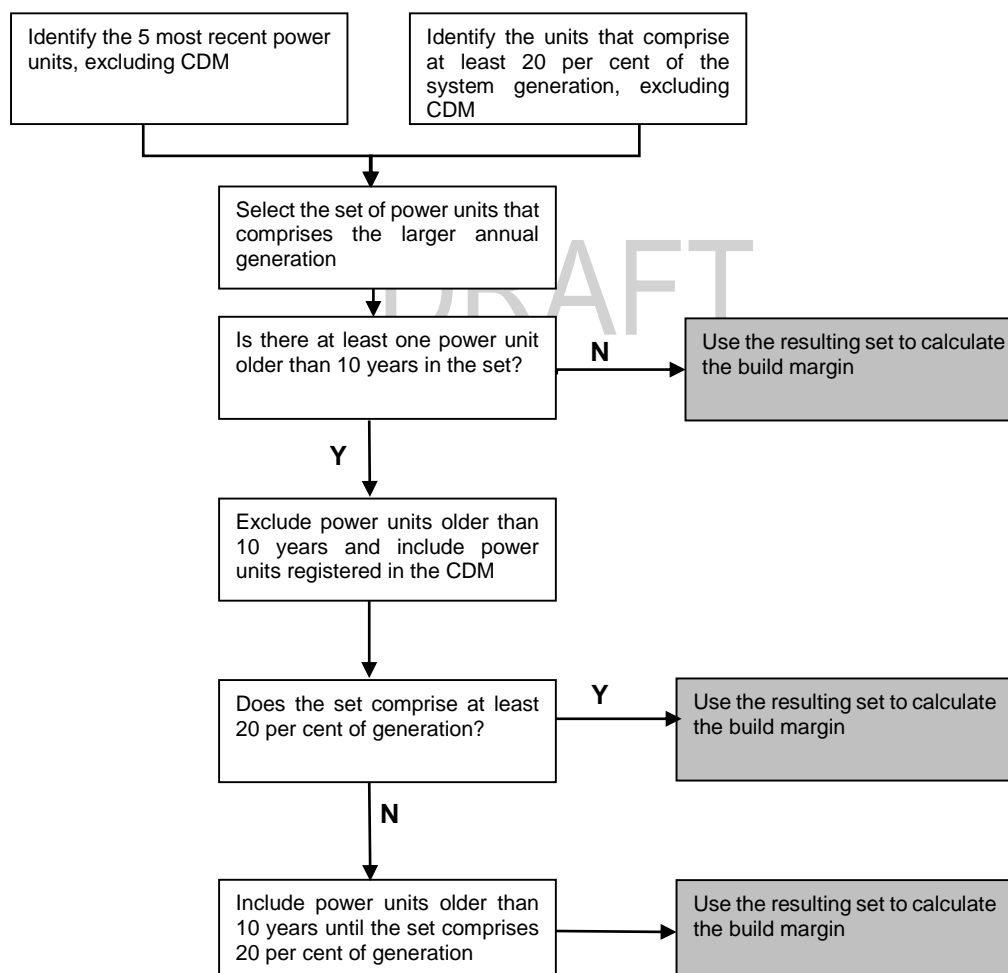 Identify the 5 most recent power
units, excluding CDM
Identify the units that comprise
at least 20 per cent of the
system generation, excluding
CDM
Select the set of power units that
comprises the larger annual
generation
DRAFT
Is there at least one power unit
older than 10 years in the set?
N
Use the resulting set to calculate
the build margin
Y
Exclude power units older than
10 years and include power
units registered in the CDM
Does the set comprise at least
20 per cent of generation?
Y
Use the resulting set to calculate
the build margin
N
Include power units older than
10 years until the set comprises
20 per cent of generation
Use the resulting set to calculate
the build margin